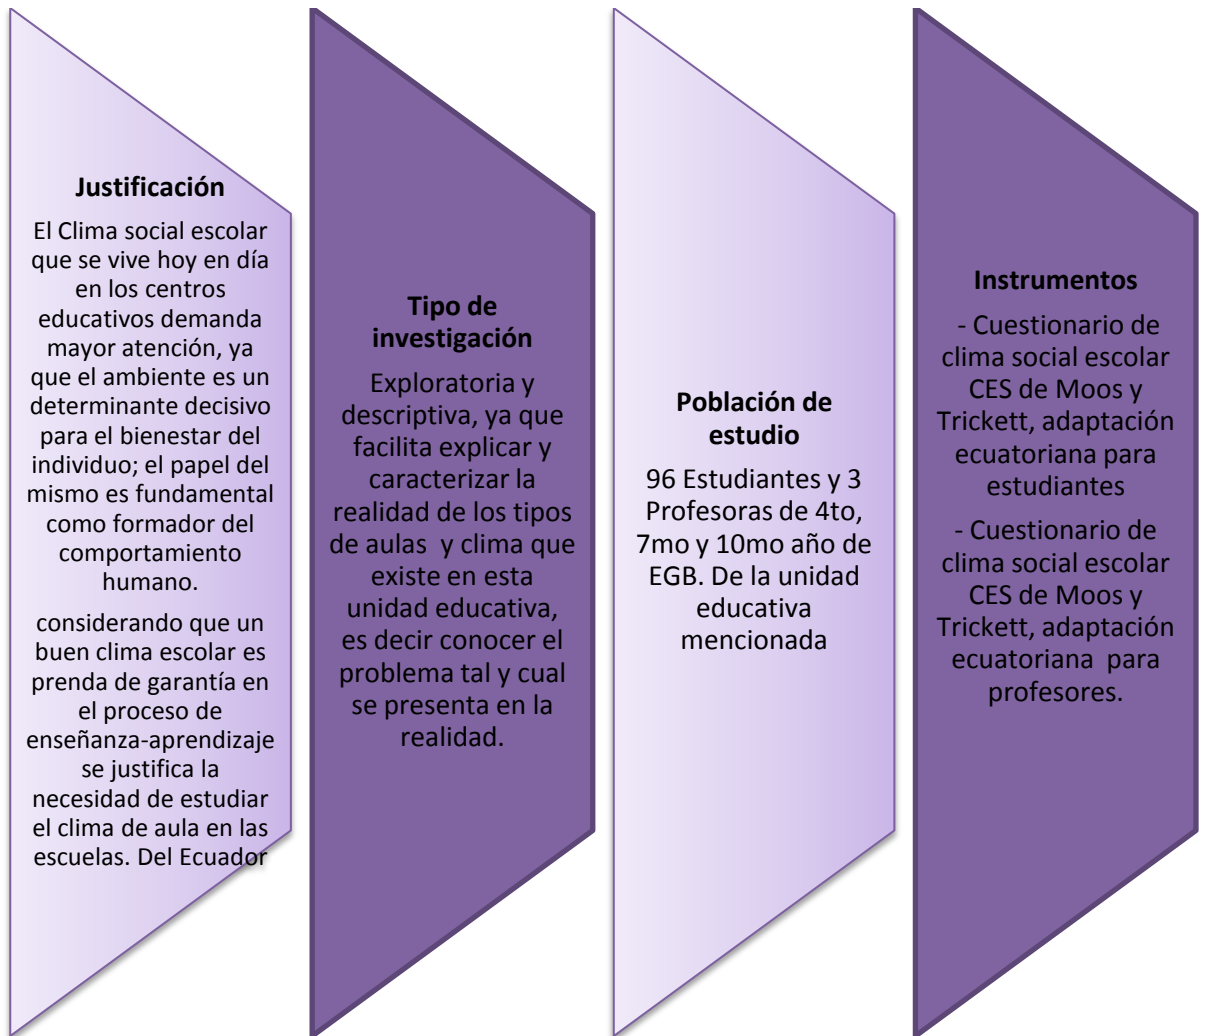 Justificación
El Clima social escolar
que se vive hoy en día
en los centros
educativos demanda
mayor atención, ya
que el ambiente es un
determinante decisivo
para el bienestar del
individuo; el papel del
mismo es fundamental
como formador del
comportamiento
humano.
considerando que un
buen clima escolar es
prenda de garantía en
el proceso de
enseñanza-aprendizaje
se justifica la
necesidad de estudiar
el clima de aula en las
escuelas. Del Ecuador
Tipo de
investigación
Exploratoria y
descriptiva, ya que
facilita explicar y
caracterizar la
realidad de los tipos
de aulas y clima que
existe en esta
unidad educativa,
es decir conocer el
problema tal y cual
se presenta en la
realidad.
Población de
estudio
96 Estudiantes y 3
Profesoras de 4to,
7mo y 10mo año de
EGB. De la unidad
educativa
mencionada
Instrumentos
- Cuestionario de
clima social escolar
CES de Moos y
Trickett, adaptación
ecuatoriana para
estudiantes
- Cuestionario de
clima social escolar
CES de Moos y
Trickett, adaptación
ecuatoriana para
profesores.